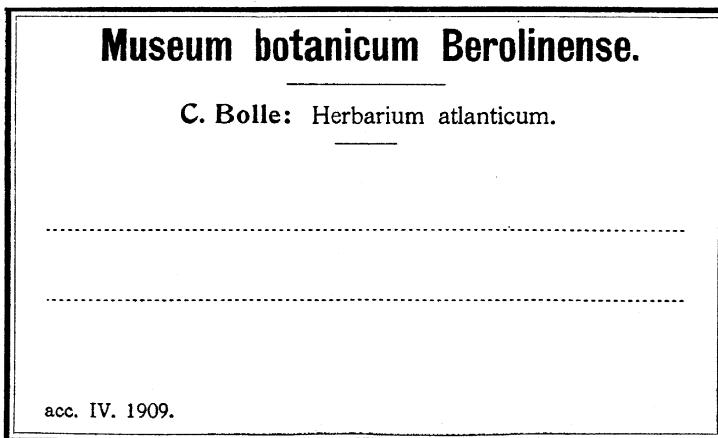 Museum botanicum Berolinense.
C. Bolle: Herbarium atlanticum.
acc. IV. 1909.